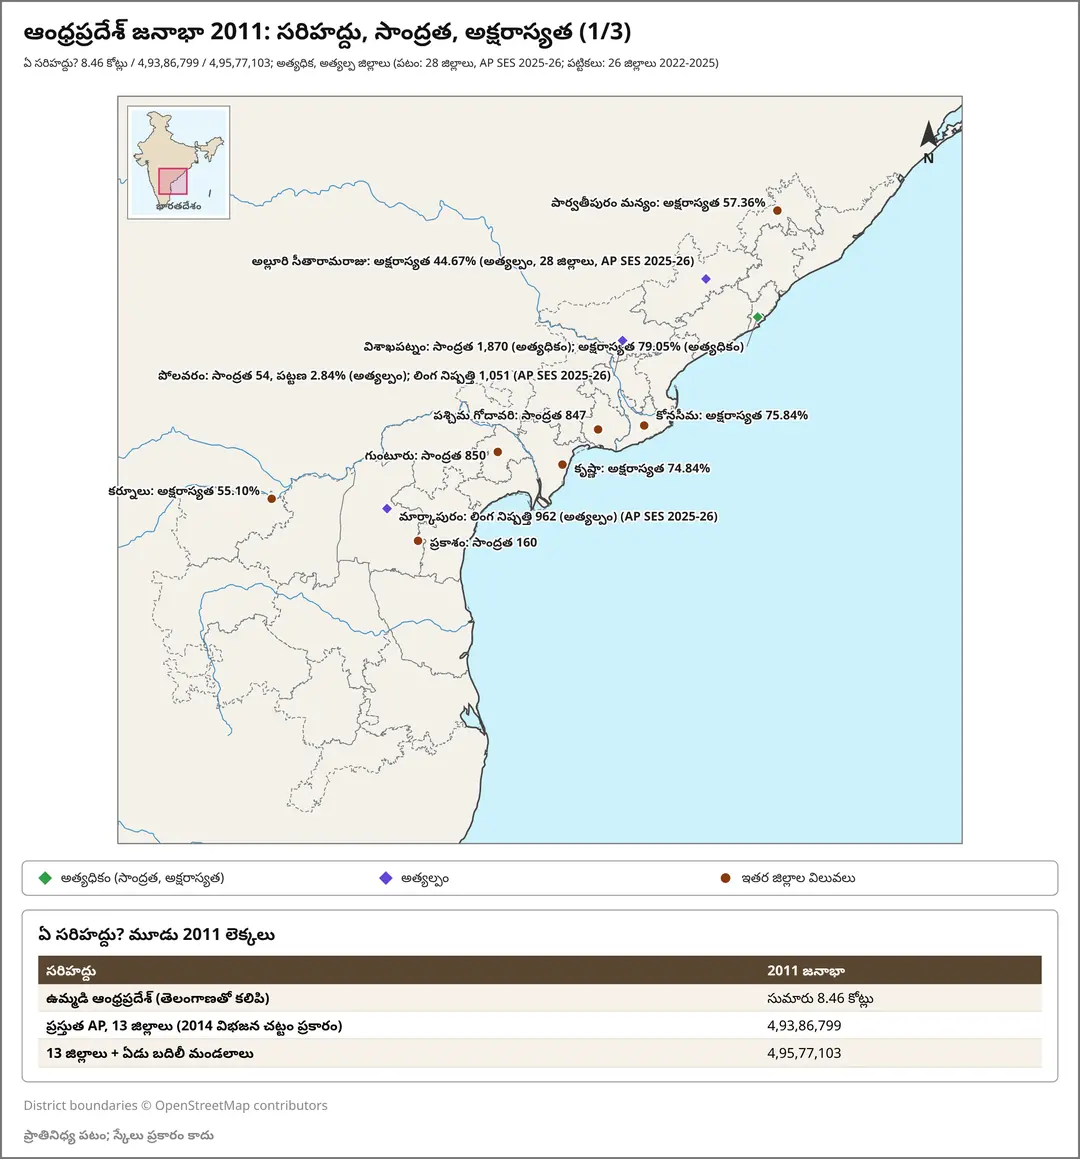 ఆంధ్రప్రదేశ్ జనాభా 2011: సరిహద్దు, సాంద్రత, అక్షరాస్యత (1/3)
ఏ సరిహద్దు? 8.46 కోట్లు / 4,93,86,799 / 4,95,77,103; అత్యధిక, అత్యల్ప జిల్లాలు (పటం: 28 జిల్లాలు, AP SES 2025-26; పట్టికలు: 26 జిల్లాలు 2022-2025)
భారతదేశం
N
పార్వతీపురం మన్యం: అక్షరాస్యత 57.36%
అల్లూరి సీతారామరాజు: అక్షరాస్యత 44.67% (అత్యల్పం, 28 జిల్లాలు, AP SES 2025-26)
విశాఖపట్నం: సాంద్రత 1,870 (అత్యధికం); అక్షరాస్యత 79.05% (అత్యధికం)
పోలవరం: సాంద్రత 54, పట్టణ 2.84% (అత్యల్పం); లింగ నిష్పత్తి 1,051 (AP SES 2025-26)
పశ్చిమ గోదావరి: సాంద్రత 847
కోనసీమ: అక్షరాస్యత 75.84%
గుంటూరు: సాంద్రత 850
కృష్ణా: అక్షరాస్యత 74.84%
కర్నూలు: అక్షరాస్యత 55.10%
మార్కాపురం: లింగ నిష్పత్తి 962 (అత్యల్పం) (AP SES 2025-26)
ప్రకాశం: సాంద్రత 160
అత్యధికం (సాంద్రత, అక్షరాస్యత)
అత్యల్పం
ఇతర జిల్లాల విలువలు
ఏ సరిహద్దు? మూడు 2011 లెక్కలు
సరిహద్దు 2011 జనాభా
ఉమ్మడి ఆంధ్రప్రదేశ్ (తెలంగాణతో కలిపి) సుమారు 8.46 కోట్లు
ప్రస్తుత AP, 13 జిల్లాలు (2014 విభజన చట్టం ప్రకారం) 4,93,86,799
13 జిల్లాలు + ఏడు బదిలీ మండలాలు 4,95,77,103
District boundaries © OpenStreetMap contributors
ప్రాతినిధ్య పటం; స్కేలు ప్రకారం కాదు